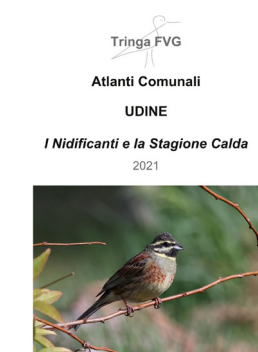 Tringa FVG
Atlanti Comunali
UDINE
I Nidificanti e la Stagione Calda
2021